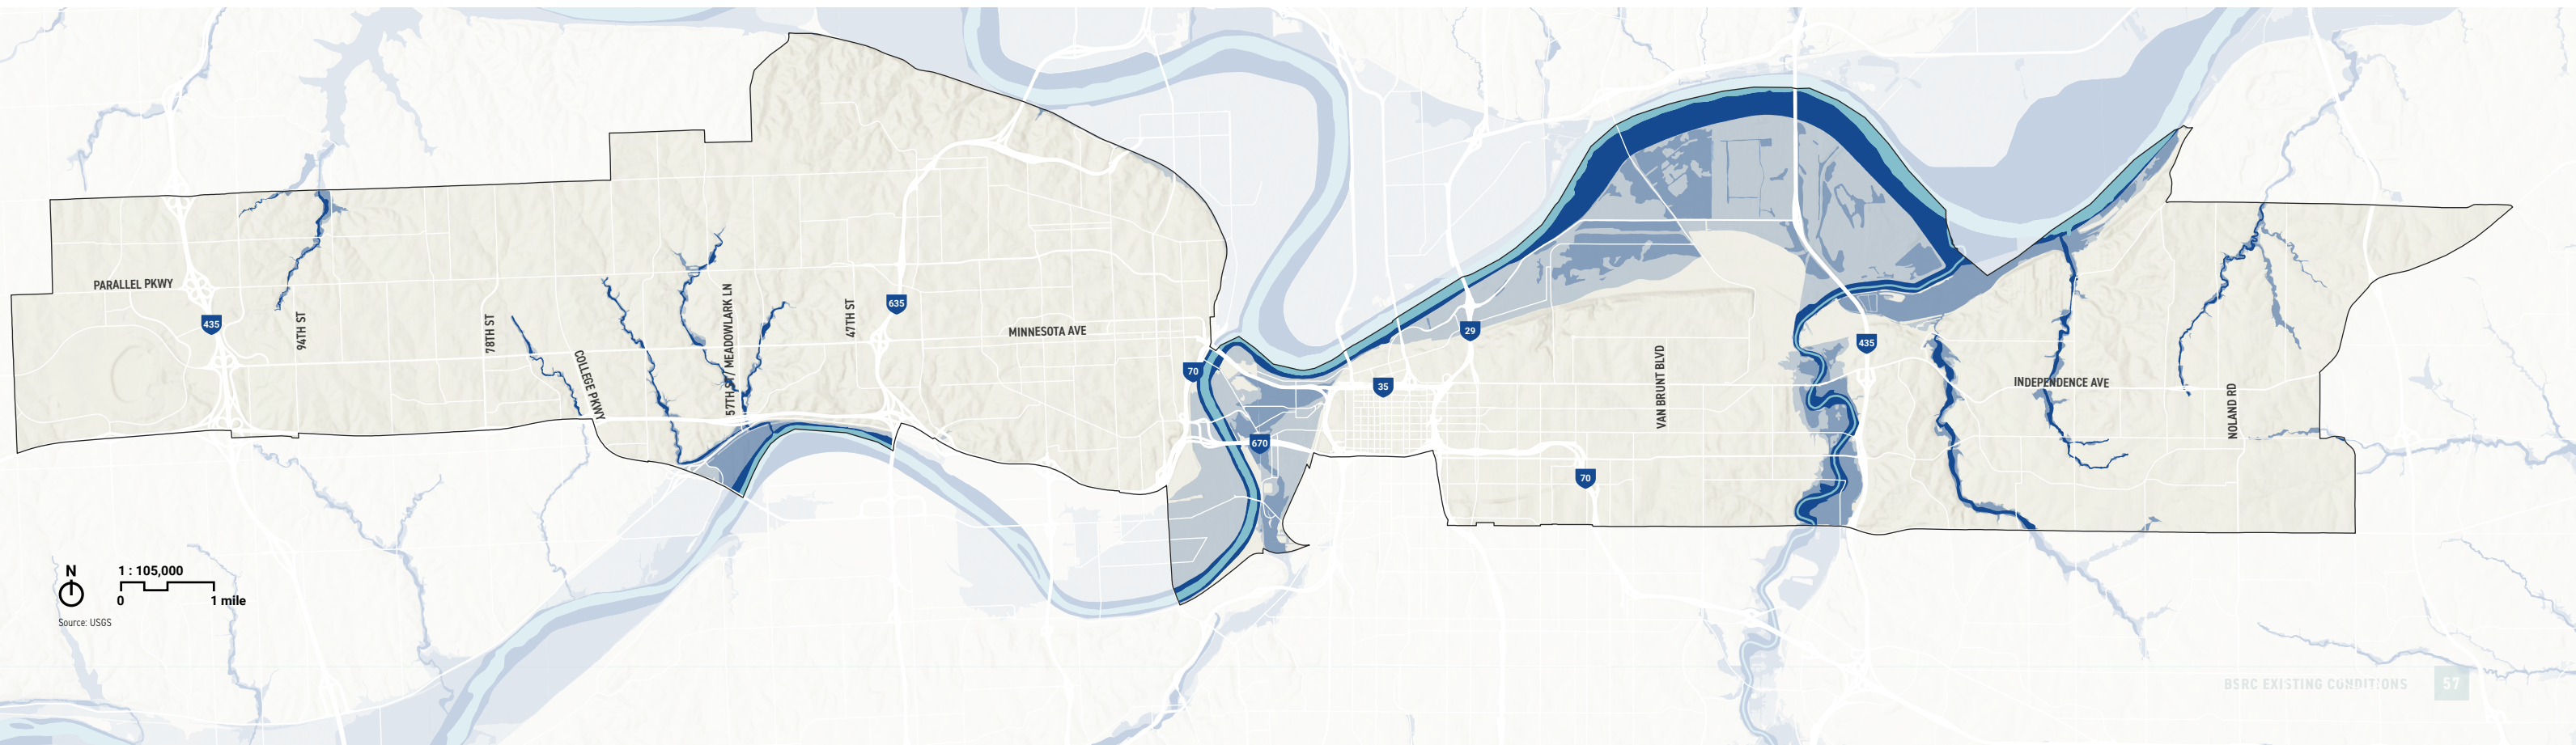 PARALLEL PKWY
435
94TH ST
78TH ST
COLLEGE PKWY
57TH ST / MEADOWLARK LN
47TH ST
635
MINNESOTA AVE
70
670
35
29
70
VAN BRUNT BLVD
435
INDEPENDENCE AVE
NOLAND RD
N
1 : 105,000
0
1 mile
Source: USGS
BSRC EXISTING CONDITIONS 57